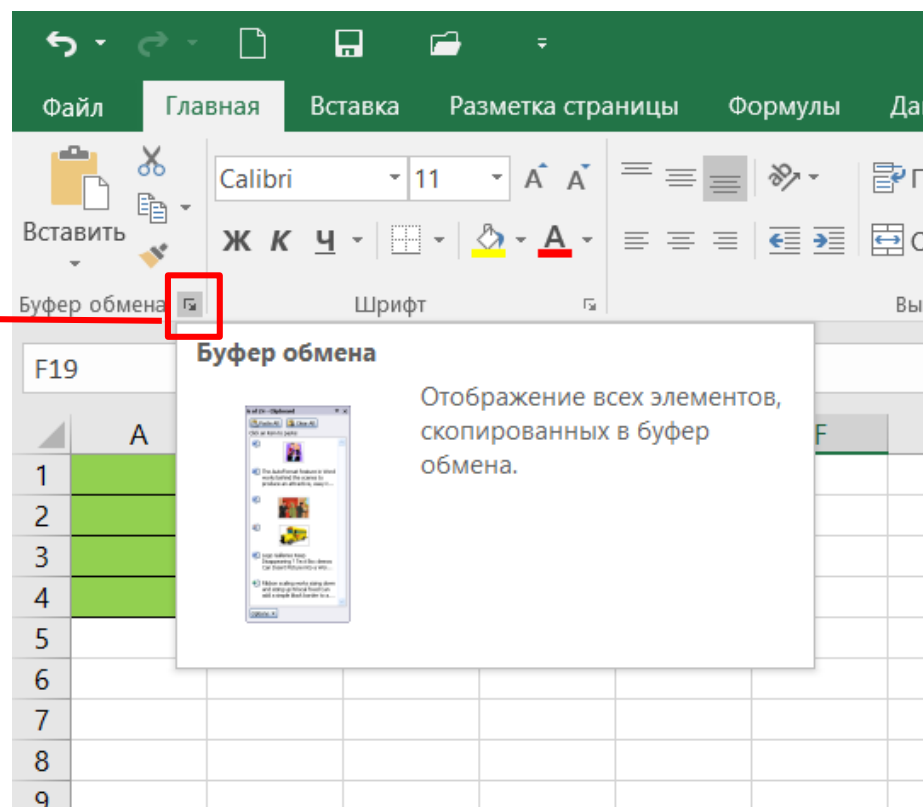 Файл Главная Вставка Разметка страницы Формулы
Calibri 11
Вставить
Ж К Ч
Буфер обмена Шрифт
F19
Буфер обмена
Отображение всех элементов,
скопированных в буфер
обмена.
A F
1
2
3
4
5
6
7
8
9